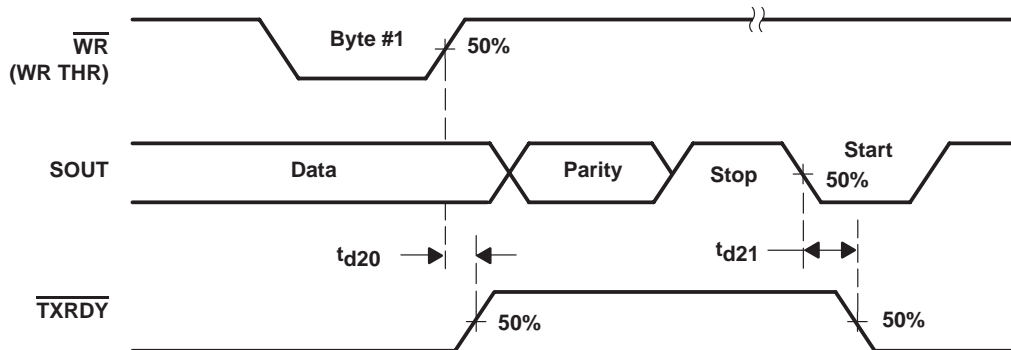 WR
(WR THR)
Byte #1
50%
SOUT
Data
Parity
Stop
Start
50%
td20
td21
TXRDY
50%
50%